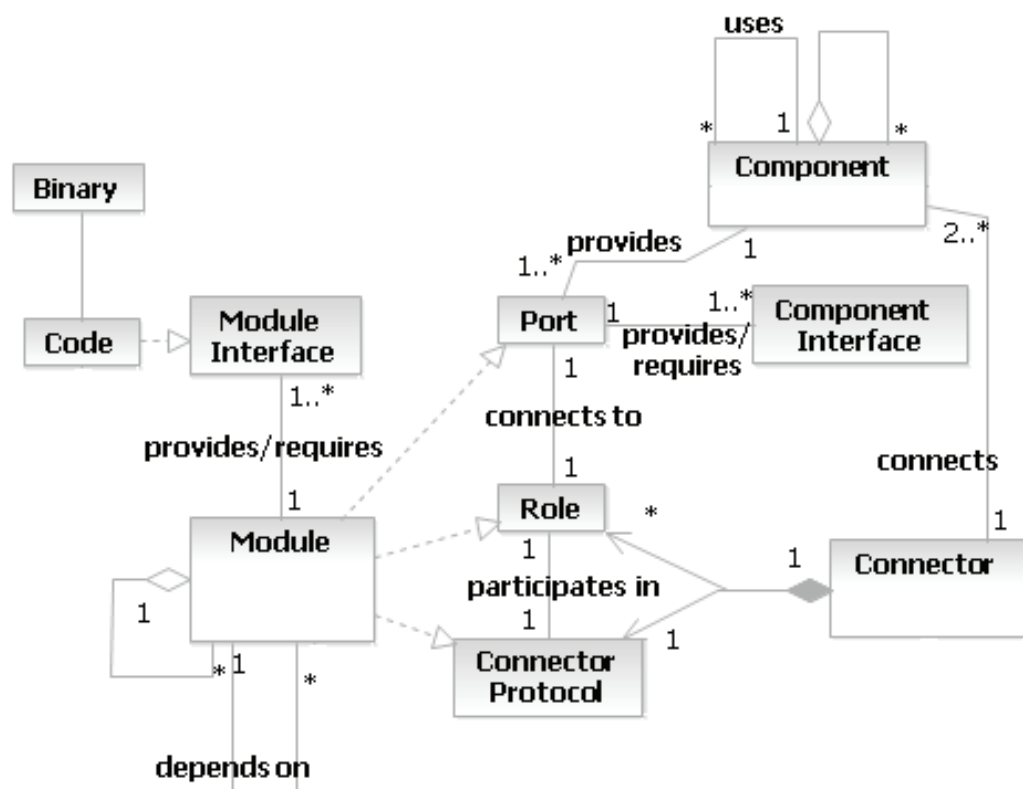 uses
* 1 *
Component
Binary
2..*
provides 1
1..*
Module
Interface
Port
1 1..*
Component
Interface
Code
provides/
requires
1..*
1
provides/requires
connects to
connects
1
1
1
Module
Role
*
1
1
Connector
1
participates in
1
1
Connector
Protocol
* 1 *
depends on